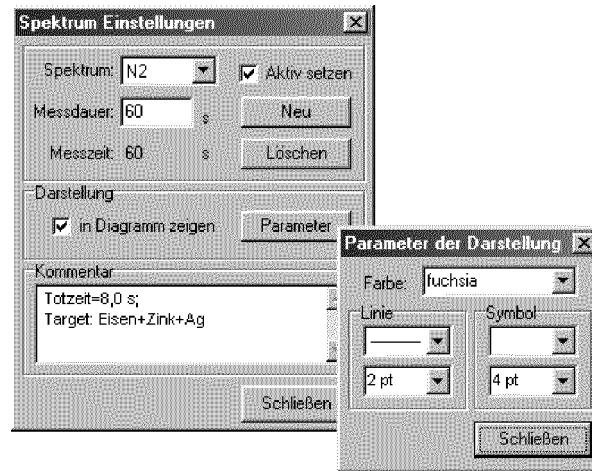 Spektrum Einstellungen
Spektrum: N2
Aktiv setzen
Messdauer: 60 s
Neu
Messzeit: 60 s
Löschen
Darstellung
in Diagramm zeigen
Parameter
Kommentar
Totzeit=8,0 s;
Target: Eisen+Zink+Ag
Schließen
Parameter der Darstellung
Farbe: fuchsia
Linie
Symbol
2 pt
4 pt
Schließen